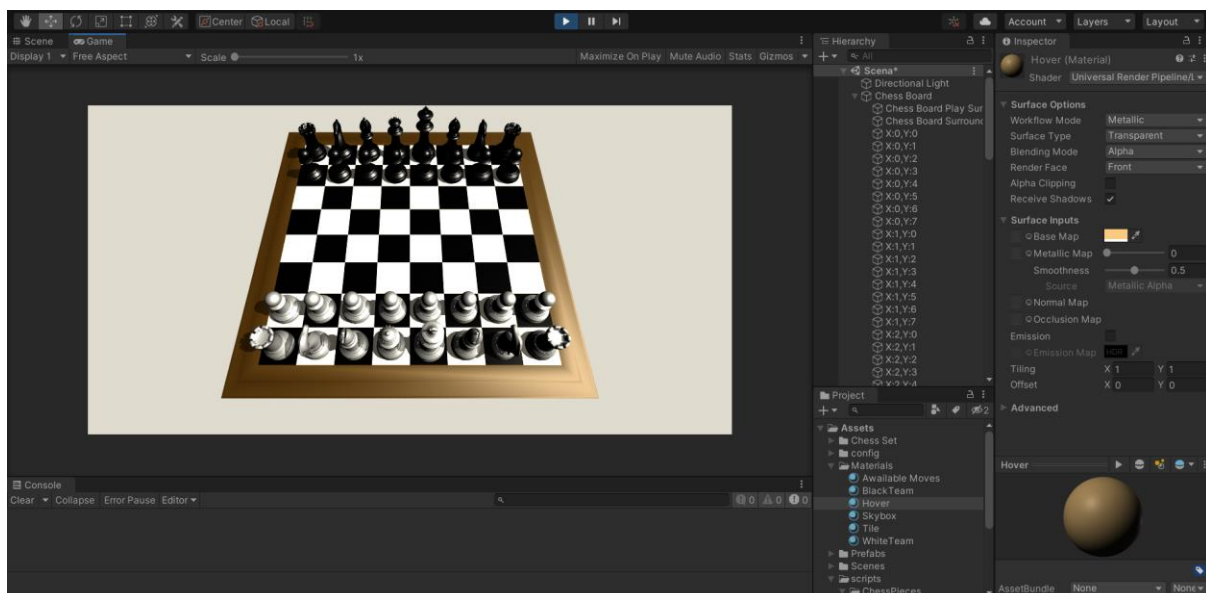 Center Local
Account Layers Layout
Scene Game
Display 1 Free Aspect Scale 1x Maximize On Play Mute Audio Stats Gizmos
Hierarchy
All
Scena*
Directional Light
Chess Board
Chess Board Play Sur
Chess Board Surround
X:0,Y:0
X:0,Y:1
X:0,Y:2
X:0,Y:3
X:0,Y:4
X:0,Y:5
X:0,Y:6
X:0,Y:7
X:1,Y:0
X:1,Y:1
X:1,Y:2
X:1,Y:3
X:1,Y:4
X:1,Y:5
X:1,Y:6
X:1,Y:7
X:2,Y:0
X:2,Y:1
X:2,Y:2
X:2,Y:3
X:2,Y:4
Inspector
Hover (Material)
Shader Universal Render Pipeline/L
Surface Options
Workflow Mode Metallic
Surface Type Transparent
Blending Mode Alpha
Render Face Front
Alpha Clipping
Receive Shadows
Surface Inputs
Base Map
Metallic Map 0
Smoothness 0.5
Source Metallic Alpha
Normal Map
Occlusion Map
Emission
Emission Map HDR
Tiling X 1 Y 1
Offset X 0 Y 0
Advanced
Project
2
Assets
Chess Set
config
Materials
Awailable Moves
BlackTeam
Hover
Skybox
Tile
WhiteTeam
Prefabs
Scenes
scripts
ChessPieces
Hover
AssetBundle None None
Console
Clear Collapse Error Pause Editor 0 0 0